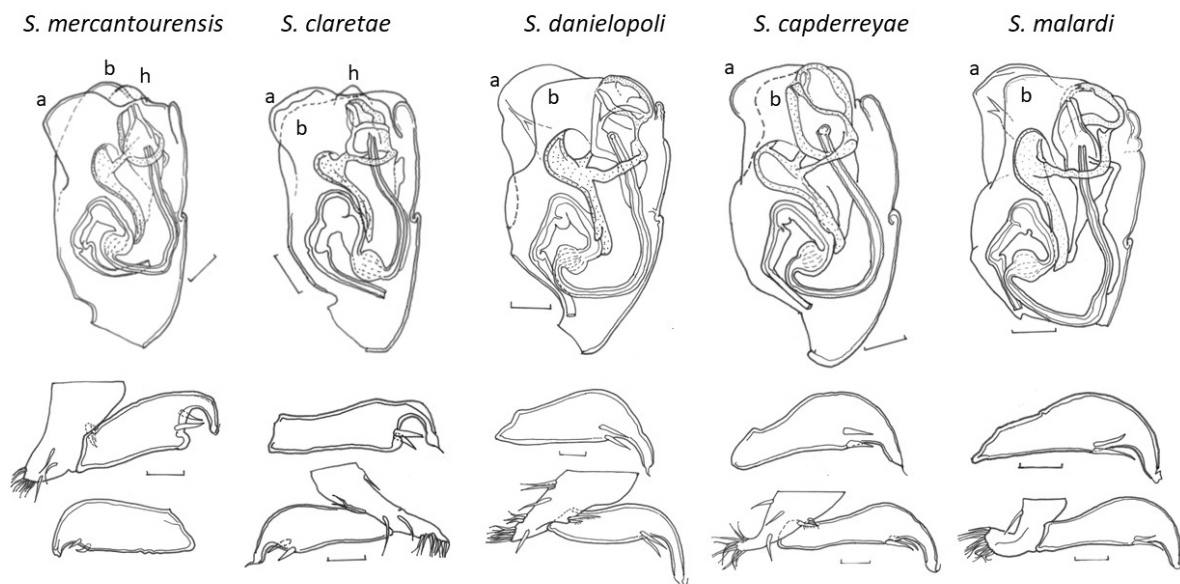 S. mercantourensis S. claretae S. danielopoli S. capderreyae S. malardi
b h h a a
a a b b b
b